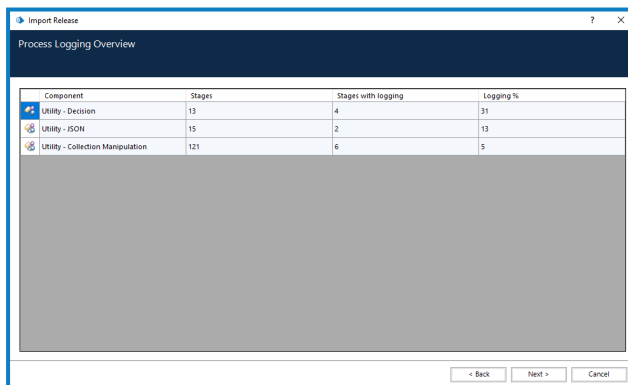 Import Release ? ×
Process Logging Overview
Component Stages Stages with logging Logging %
Utility - Decision 13 4 31
Utility - JSON 15 2 13
Utility - Collection Manipulation 121 6 5
< Back Next > Cancel